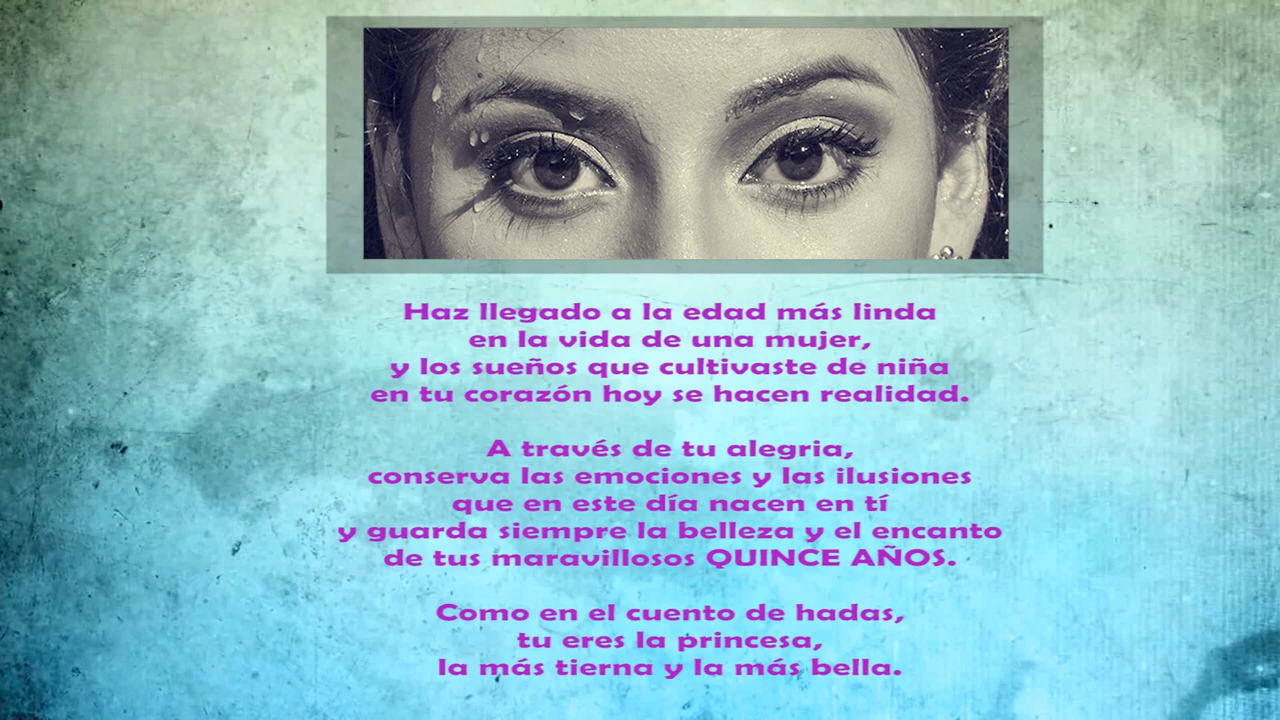 Haz llegado a la edad más linda
en la vida de una mujer,
y los sueños que cultivaste de niña
en tu corazón hoy se hacen realidad.
A través de tu alegria,
conserva las emociones y las ilusiones
que en este día nacen en tí
y guarda siempre la belleza y el encanto
de tus maravillosos QUINCE AÑOS.
Como en el cuento de hadas,
tu eres la princesa,
la más tierna y la más bella.